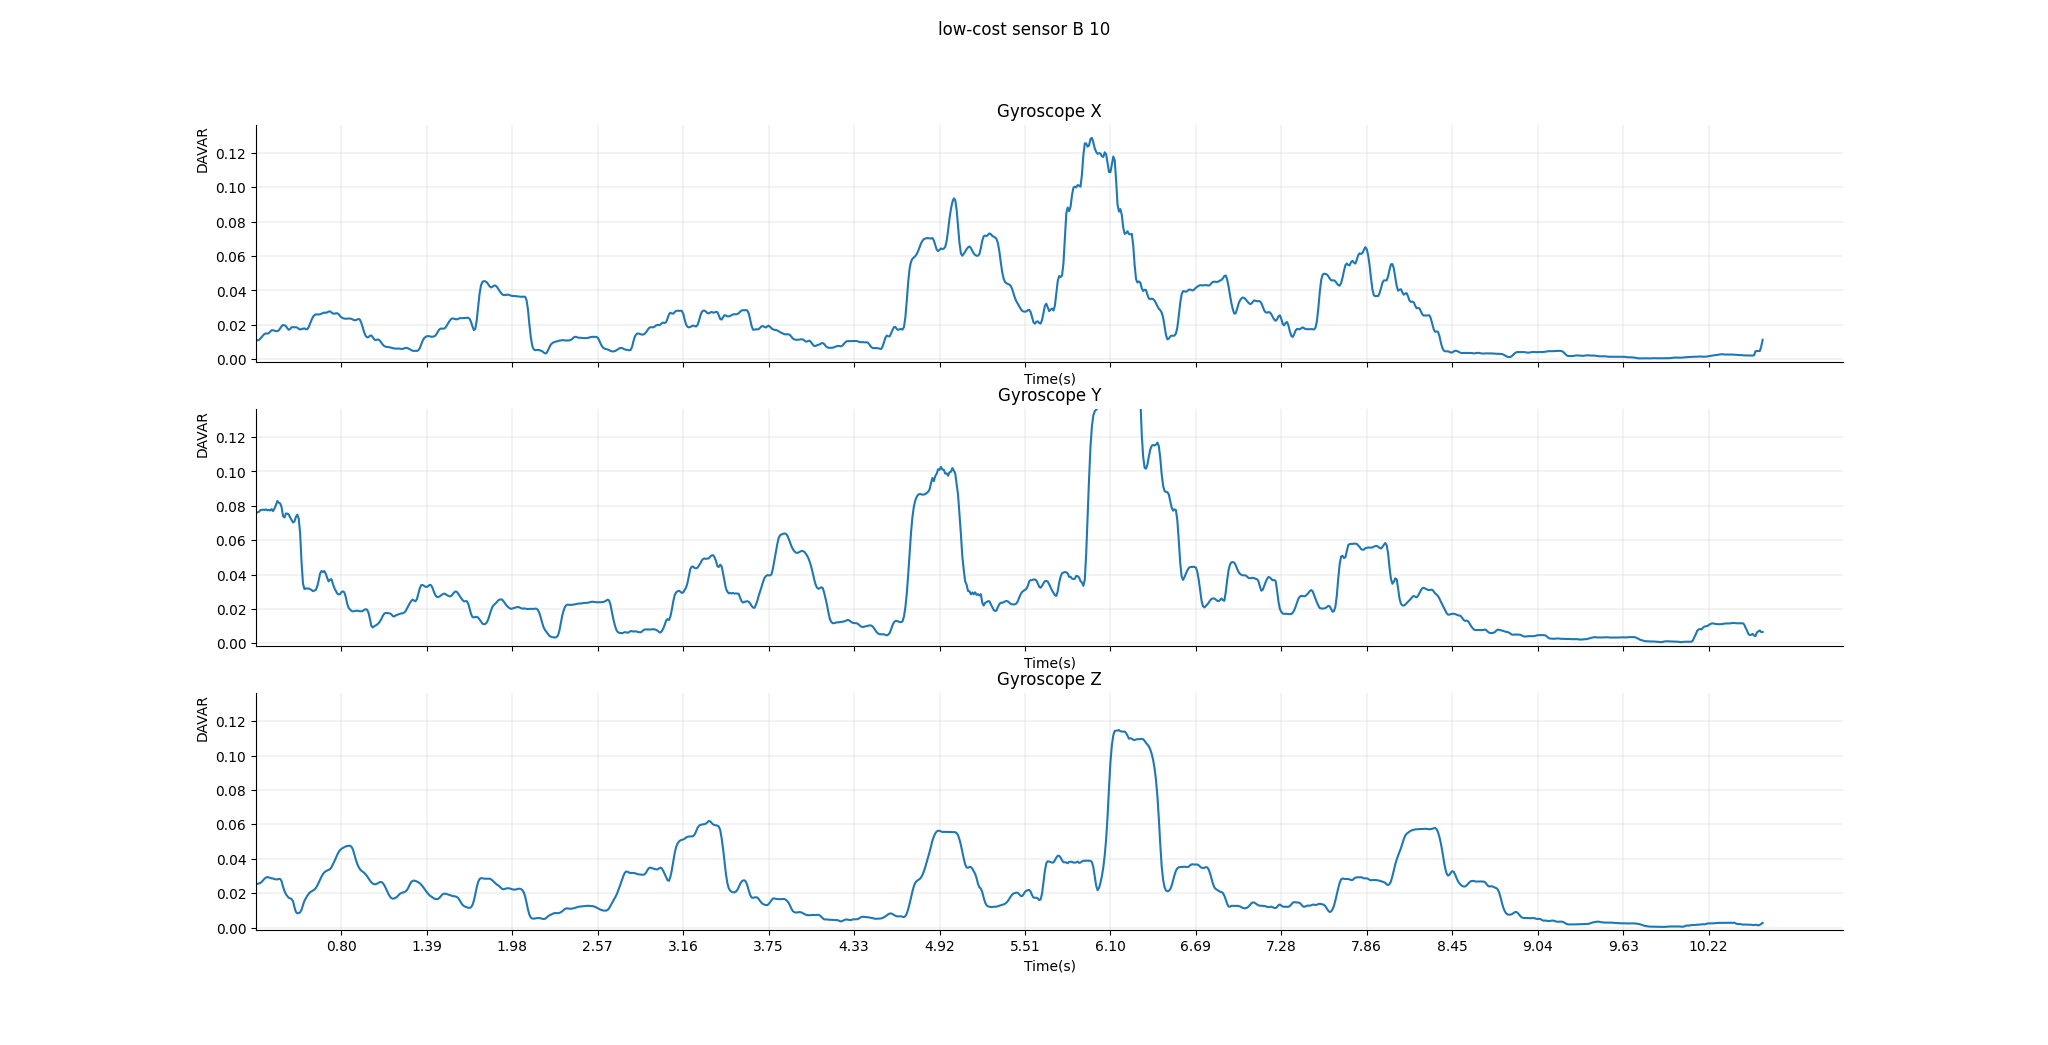 low-cost sensor B 10
Gyroscope X
DAVAR
0.12
0.10
0.08
0.06
0.04
0.02
0.00
Time(s)
Gyroscope Y
DAVAR
0.12
0.10
0.08
0.06
0.04
0.02
0.00
Time(s)
Gyroscope Z
DAVAR
0.12
0.10
0.08
0.06
0.04
0.02
0.00
0.80 1.39 1.98 2.57 3.16 3.75 4.33 4.92 5.51 6.10 6.69 7.28 7.86 8.45 9.04 9.63 10.22
Time(s)